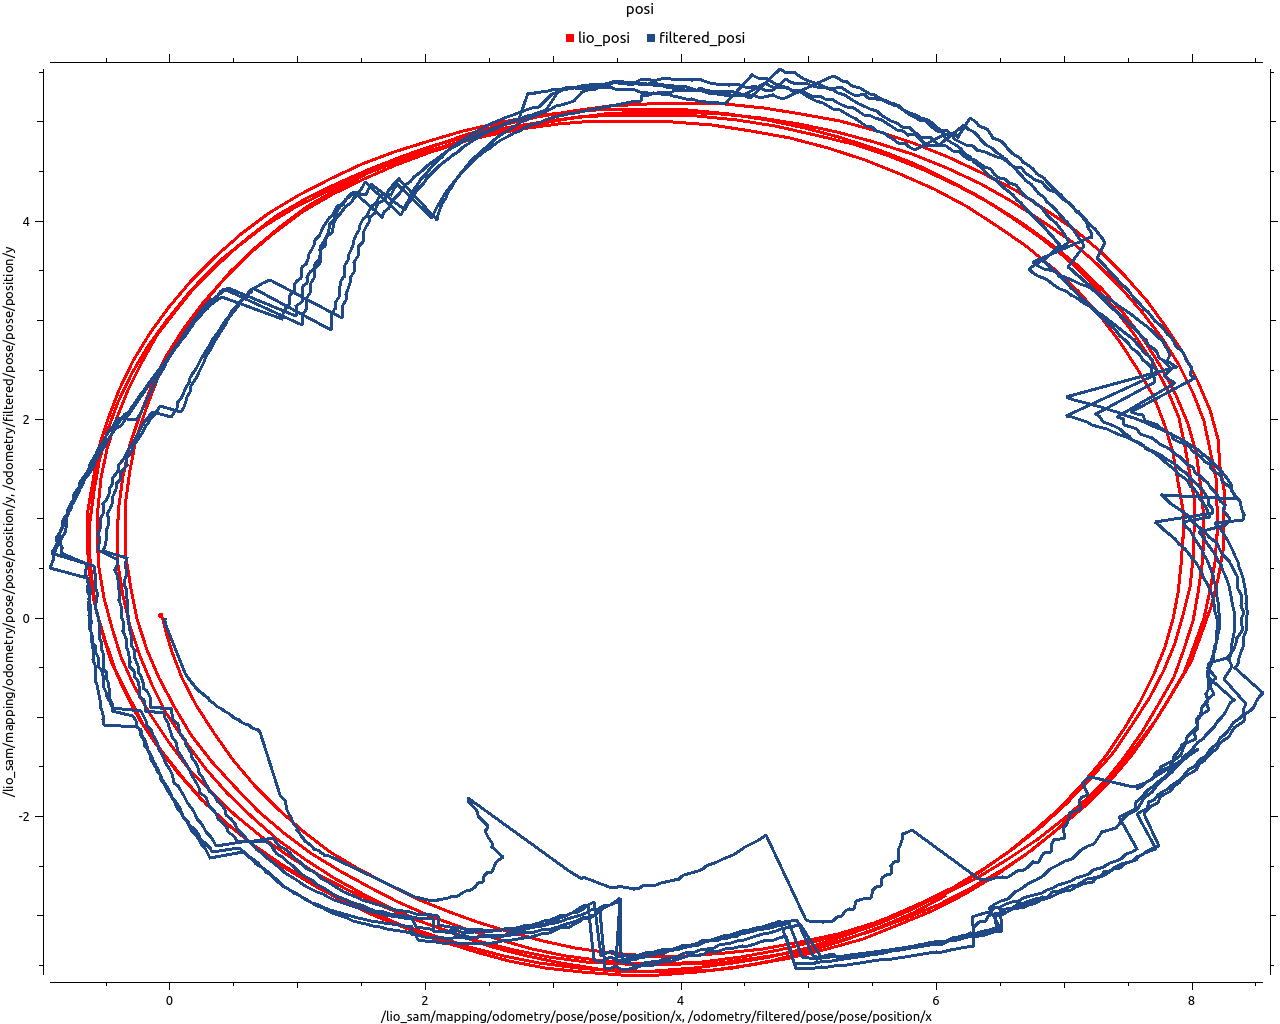 posi
lio_posi filtered_posi
/lio_sam/mapping/odometry/pose/pose/position/y, /odometry/filtered/pose/pose/position/y
4
2
0
-2
0 2 4 6 8
/lio_sam/mapping/odometry/pose/pose/position/x, /odometry/filtered/pose/pose/position/x